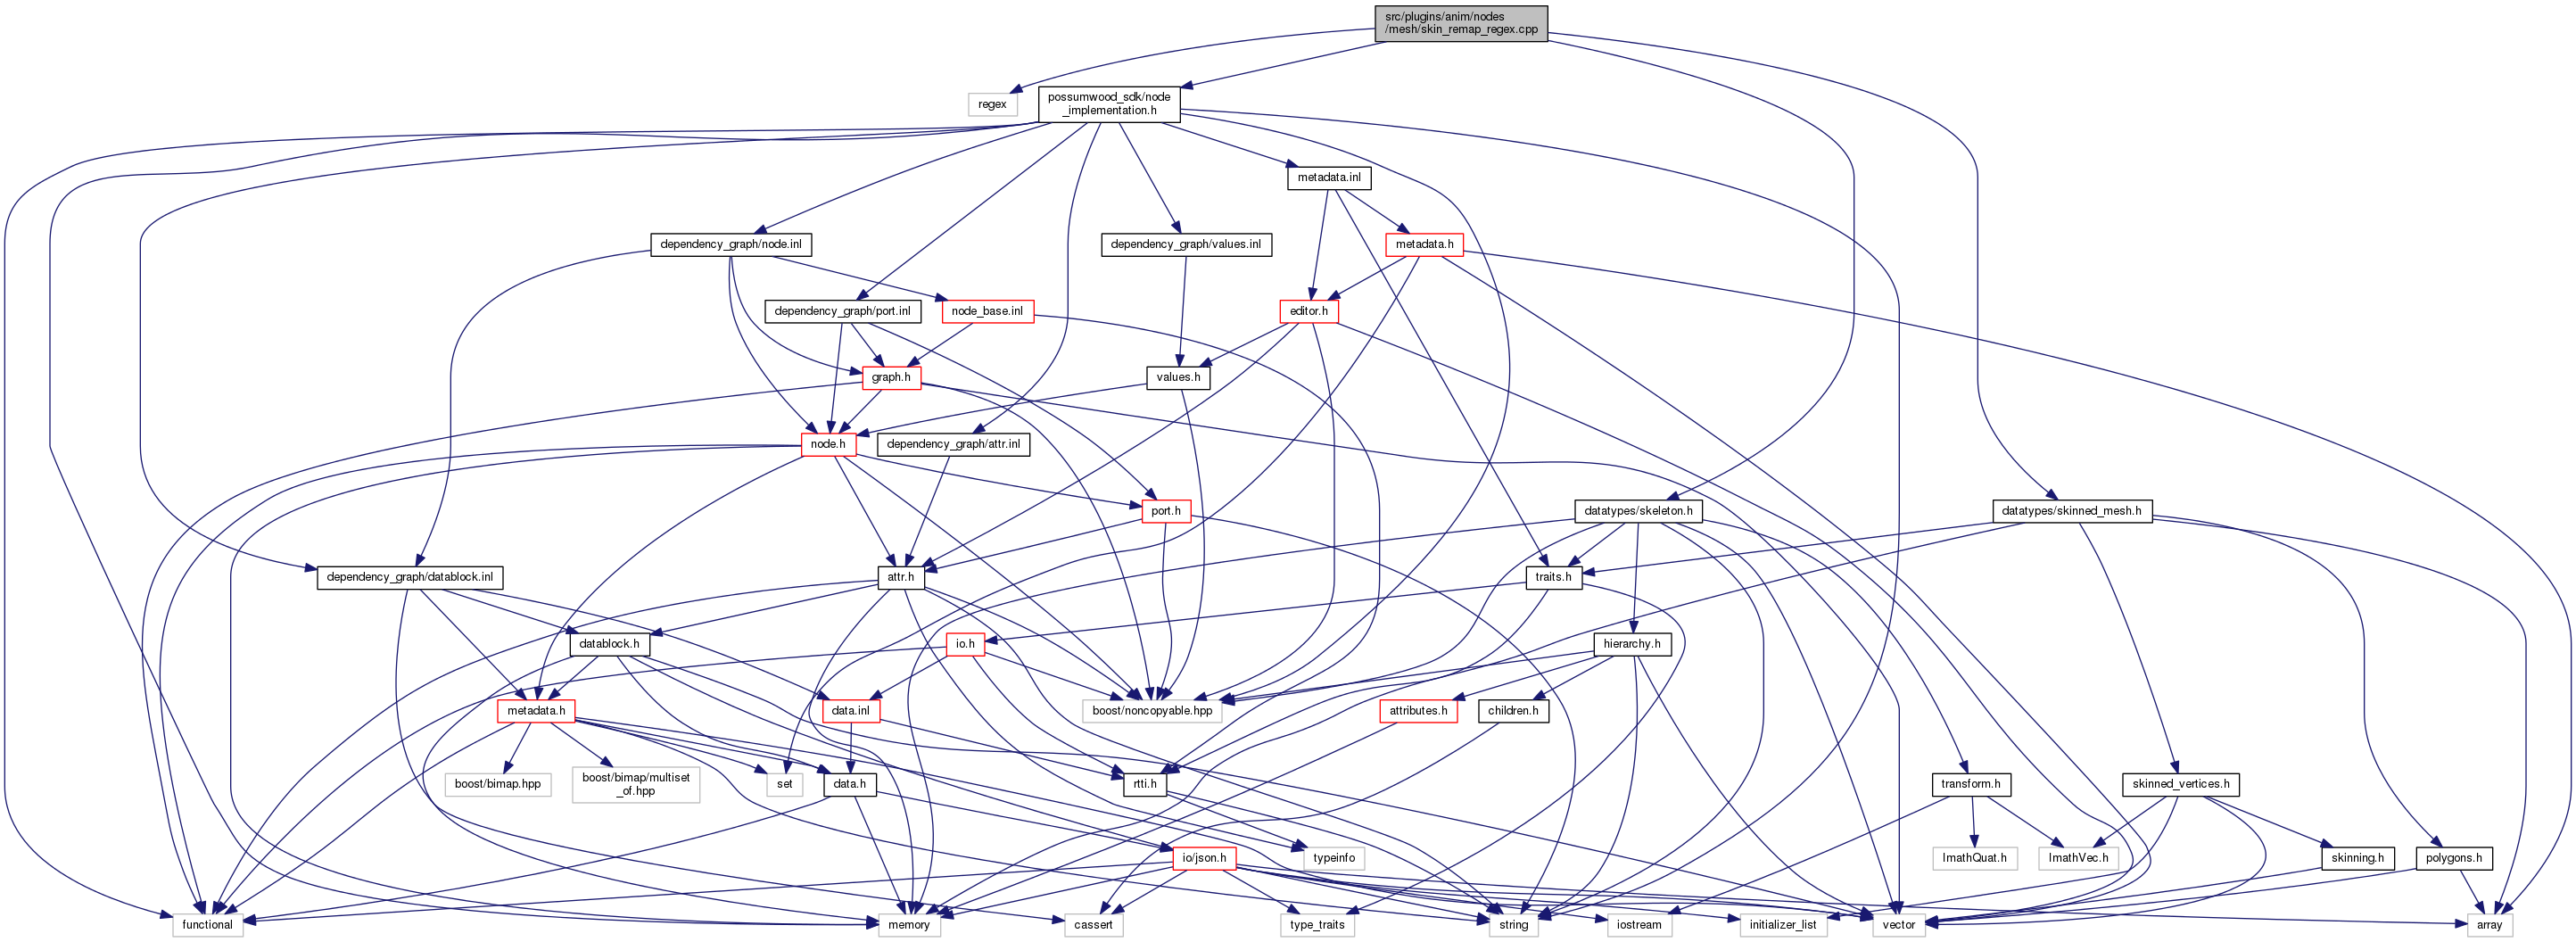 src/plugins/anim/nodes
/mesh/skin_remap_regex.cpp
regex
possumwood_sdk/node
_implementation.h
metadata.inl
dependency_graph/node.inl
dependency_graph/values.inl
metadata.h
dependency_graph/port.inl
node_base.inl
editor.h
graph.h
values.h
node.h
dependency_graph/attr.inl
port.h
datatypes/skeleton.h
datatypes/skinned_mesh.h
dependency_graph/datablock.inl
attr.h
traits.h
datablock.h
io.h
hierarchy.h
metadata.h
data.inl
boost/noncopyable.hpp
attributes.h
children.h
boost/bimap.hpp
boost/bimap/multiset
_of.hpp
set
data.h
rtti.h
transform.h
skinned_vertices.h
io/json.h
typeinfo
ImathQuat.h
ImathVec.h
skinning.h
polygons.h
functional
memory
cassert
type_traits
string
iostream
initializer_list
vector
array